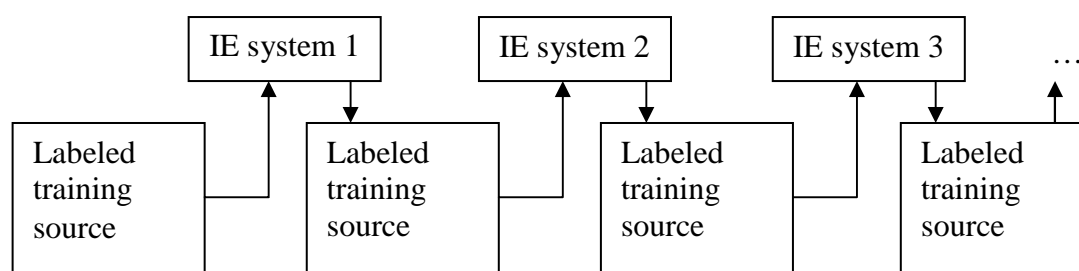 IE system 1
IE system 2
IE system 3
…
Labeled
training
source
Labeled
training
source
Labeled
training
source
Labeled
training
source